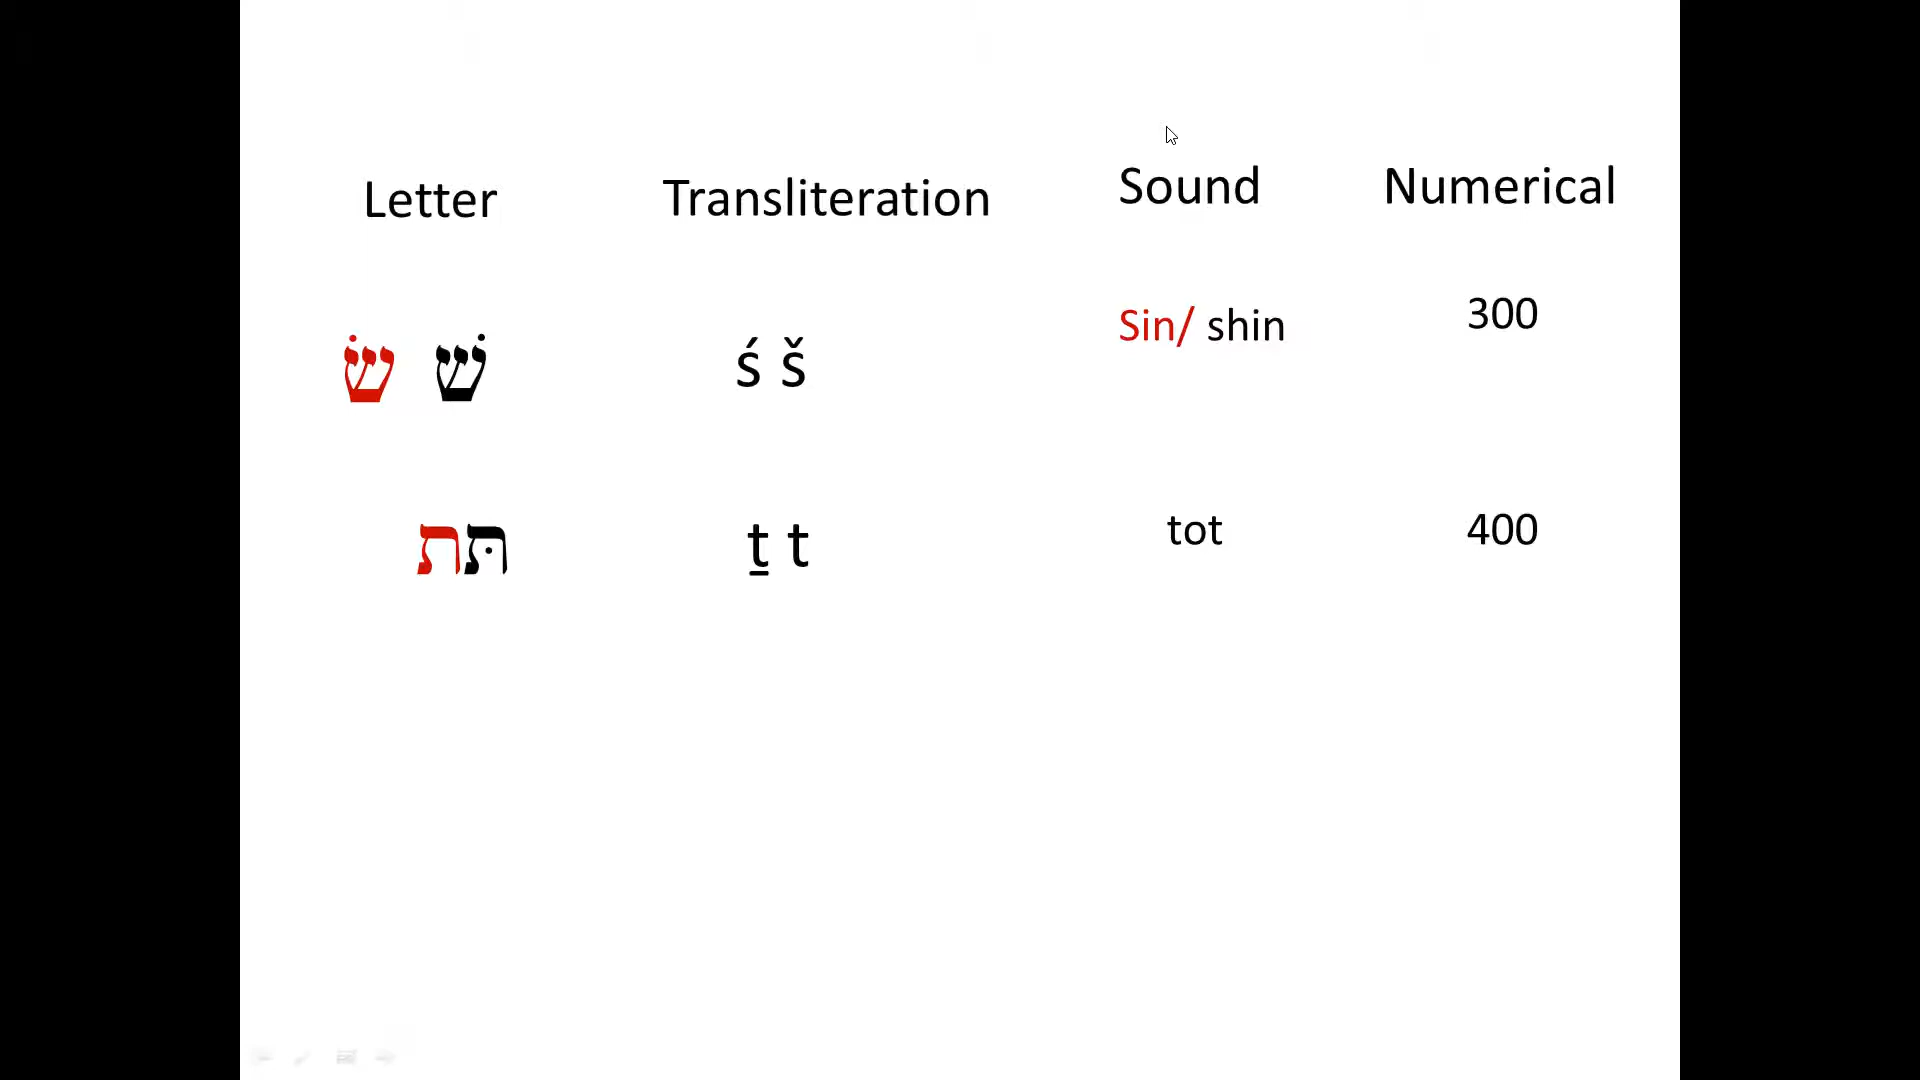 Letter Transliteration Sound Numerical
שׂ שׁ ś š Sin/ shin 300
תּת ṯ t tot 400